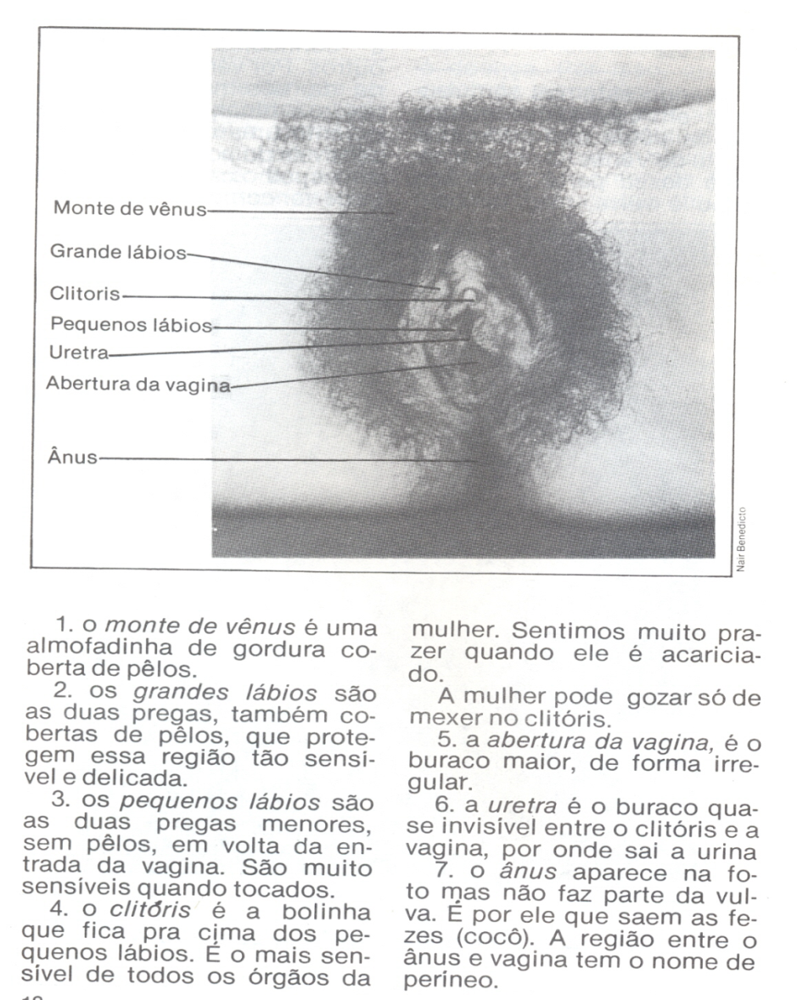 Monte de vênus
Grande lábios
Clitoris
Pequenos lábios
Uretra
Abertura da vagina
Ânus
Nair Benedicto
1. o monte de vênus é uma
almofadinha de gordura co-
berta de pêlos.
2. os grandes lábios são
as duas pregas, também co-
bertas de pêlos, que prote-
gem essa região tão sensí-
vel e delicada.
3. os pequenos lábios são
as duas pregas menores,
sem pêlos, em volta da en-
trada da vagina. São muito
sensíveis quando tocados.
4. o clitóris é a bolinha
que fica pra cima dos pe-
quenos lábios. É o mais sen-
sível de todos os órgãos da
mulher. Sentimos muito pra-
zer quando ele é acaricia-
do.
A mulher pode gozar só de
mexer no clitóris.
5. a abertura da vagina, é o
buraco maior, de forma irre-
gular.
6. a uretra é o buraco qua-
se invisível entre o clitóris e a
vagina, por onde sai a urina
7. o ânus aparece na fo-
to mas não faz parte da vul-
va. É por ele que saem as fe-
zes (cocô). A região entre o
ânus e vagina tem o nome de
períneo.